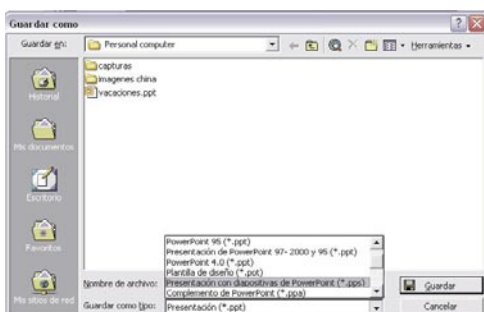 Guardar como
Guardar en:
Personal computer
Herramientas
Historial
Mis documentos
Escritorio
Favoritos
Mis sitios de red
capturas
imagenes china
vacaciones.ppt
PowerPoint 95 (*.ppt)
Presentación de PowerPoint 97- 2000 y 95 (*.ppt)
PowerPoint 4.0 (*.ppt)
Plantilla de diseño (*.pot)
Presentación con diapositivas de PowerPoint (*.pps)
Complemento de PowerPoint (*.ppa)
Nombre de archivo:
Guardar
Guardar como tipo:
Presentación (*.ppt)
Cancelar